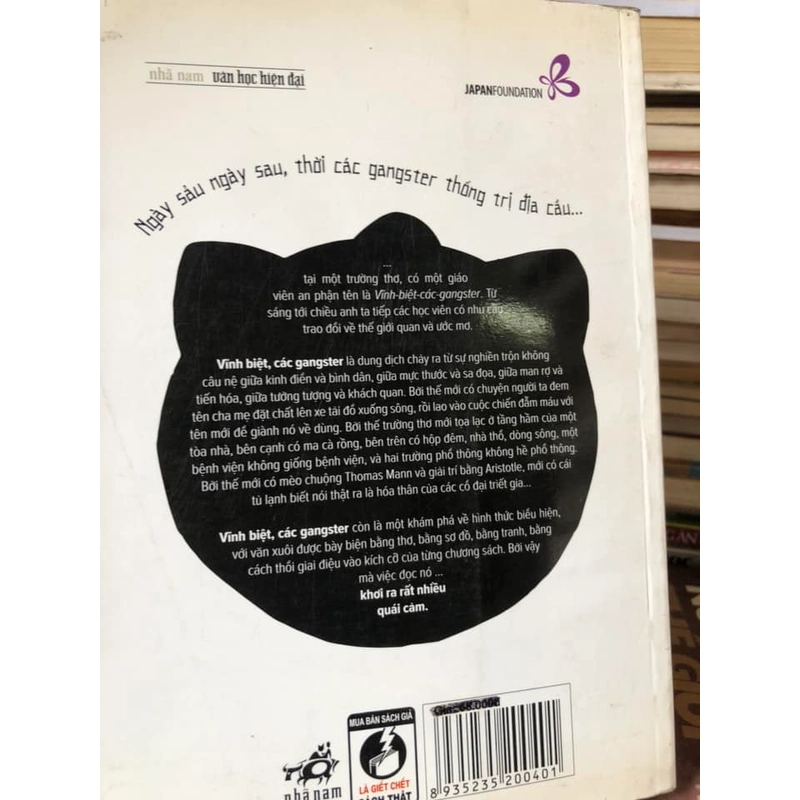 nhã nam văn học hiện đại
JAPANFOUNDATION
Ngày sảu ngày sau, thời các gangster thống trị địa cầu...
...
tại một trường thơ, có một giáo
viên an phận tên là Vĩnh-biệt-các-gangster. Từ
sáng tới chiều anh ta tiếp các học viên có nhu cầu
trao đổi về thế giới quan và ước mơ.
Vĩnh biệt, các gangster là dung dịch chảy ra từ sự nghiền trộn không
câu nệ giữa kinh điển và bình dân, giữa mực thước và sa đọa, giữa man rợ và
tiến hóa, giữa tưởng tượng và khách quan. Bởi thế mới có chuyện người ta đem
tên cha mẹ đặt chất lên xe tải đổ xuống sông, rồi lao vào cuộc chiến đẫm máu với
tên mới để giành nó về dùng. Bởi thế trường thơ mới tọa lạc ở tầng hầm của một
tòa nhà, bên cạnh có ma cà rồng, bên trên có hộp đêm, nhà thổ, dòng sông, một
bệnh viện không giống bệnh viện, và hai trường phổ thông không hề phổ thông.
Bởi thế mới có mèo chuộng Thomas Mann và giải trí bằng Aristotle, mới có cái
tủ lạnh biết nói thật ra là hóa thân của các cổ đại triết gia...
Vĩnh biệt, các gangster còn là một khám phá về hình thức biểu hiện,
với văn xuôi được bày biện bằng thơ, bằng sơ đồ, bằng tranh, bằng
cách thổi giai điệu vào kích cỡ của từng chương sách. Bởi vậy
mà việc đọc nó ...
khơi ra rất nhiều
quái cảm.
nhã nam
MUA BÁN SÁCH GIẢ
LÀ GIẾT CHẾT
SÁCH THẬT
8 935235 200401